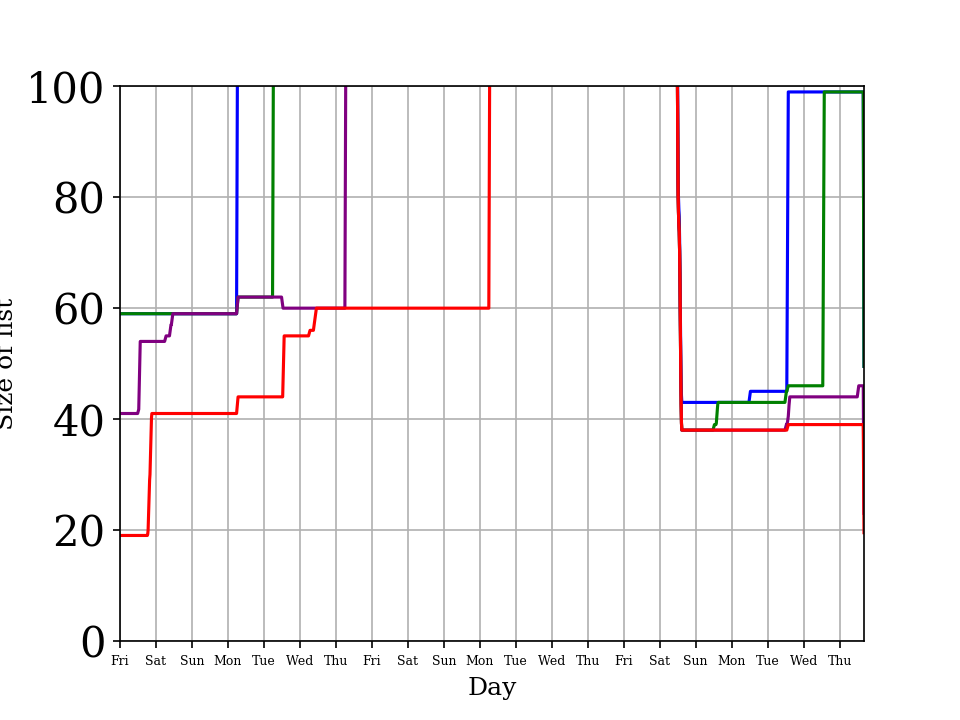 100
80
60
40
20
0
Size of list
Fri Sat Sun Mon Tue Wed Thu Fri Sat Sun Mon Tue Wed Thu Fri Sat Sun Mon Tue Wed Thu
Day